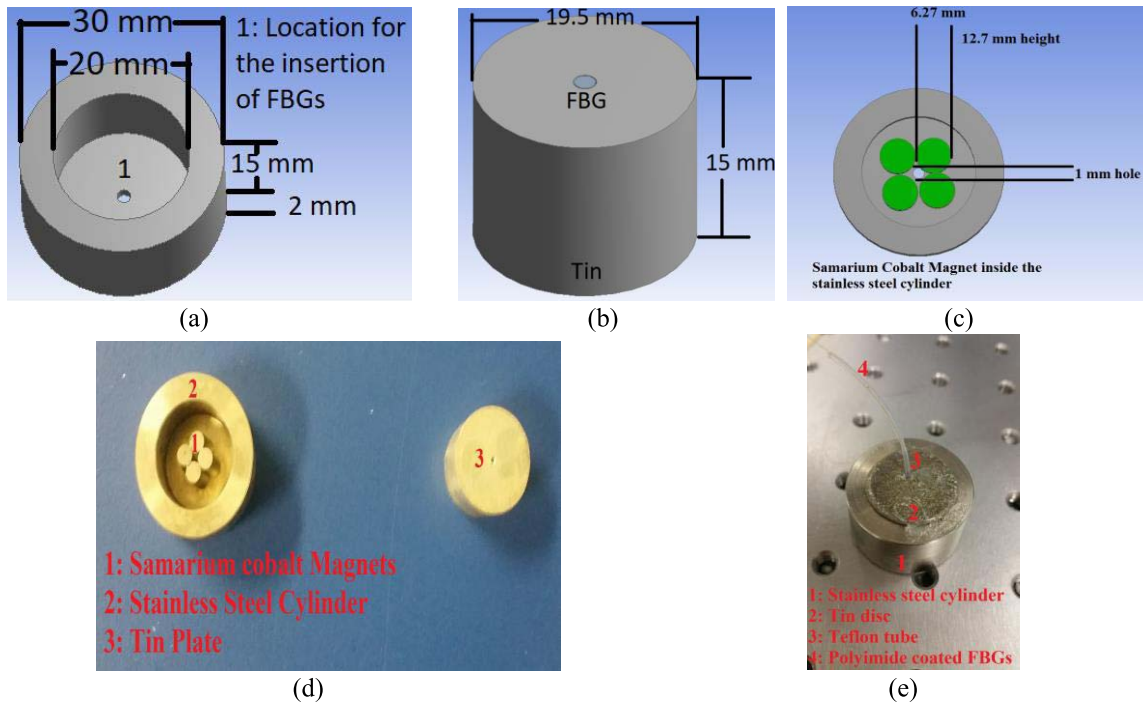 30 mm
20 mm
1: Location for
the insertion
of FBGs
1
15 mm
2 mm
(a)
19.5 mm
FBG
15 mm
Tin
(b)
6.27 mm
12.7 mm height
1 mm hole
Samarium Cobalt Magnet inside the
stainless steel cylinder
(c)
2
1
3
1: Samarium cobalt Magnets
2: Stainless Steel Cylinder
3: Tin Plate
(d)
4
3
2
1
1: Stainless steel cylinder
2: Tin disc
3: Teflon tube
4: Polyimide coated FBGs
(e)